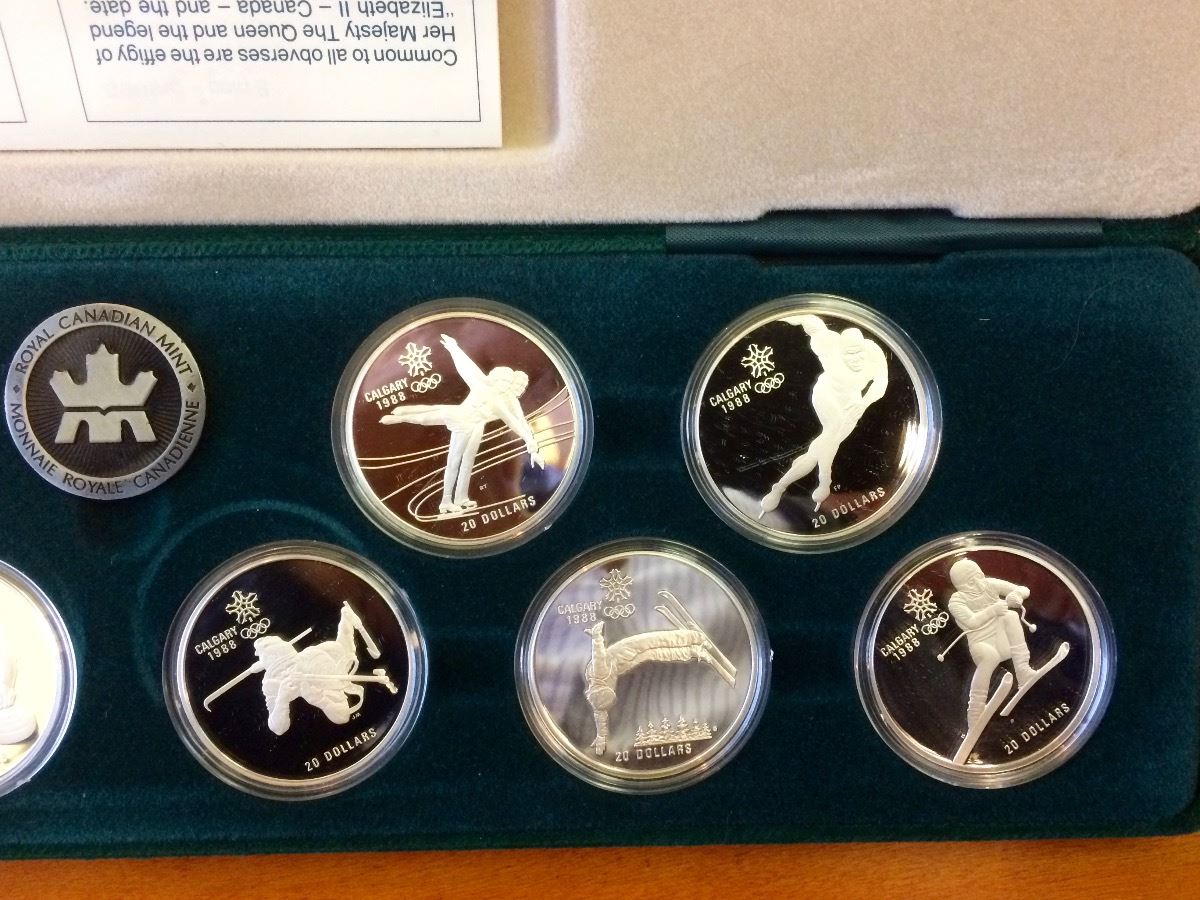 Common to all obverses are the effigy of
Her Majesty The Queen and the legend
"Elizabeth II – Canada – and the date.
ROYAL CANADIAN MINT
MONNAIE ROYALE CANADIENNE
CALGARY
1988
20 DOLLARS
CALGARY
1988
20 DOLLARS
CALGARY
1988
JM
20 DOLLARS
CALGARY
1988
20 DOLLARS
CALGARY
1988
20 DOLLARS